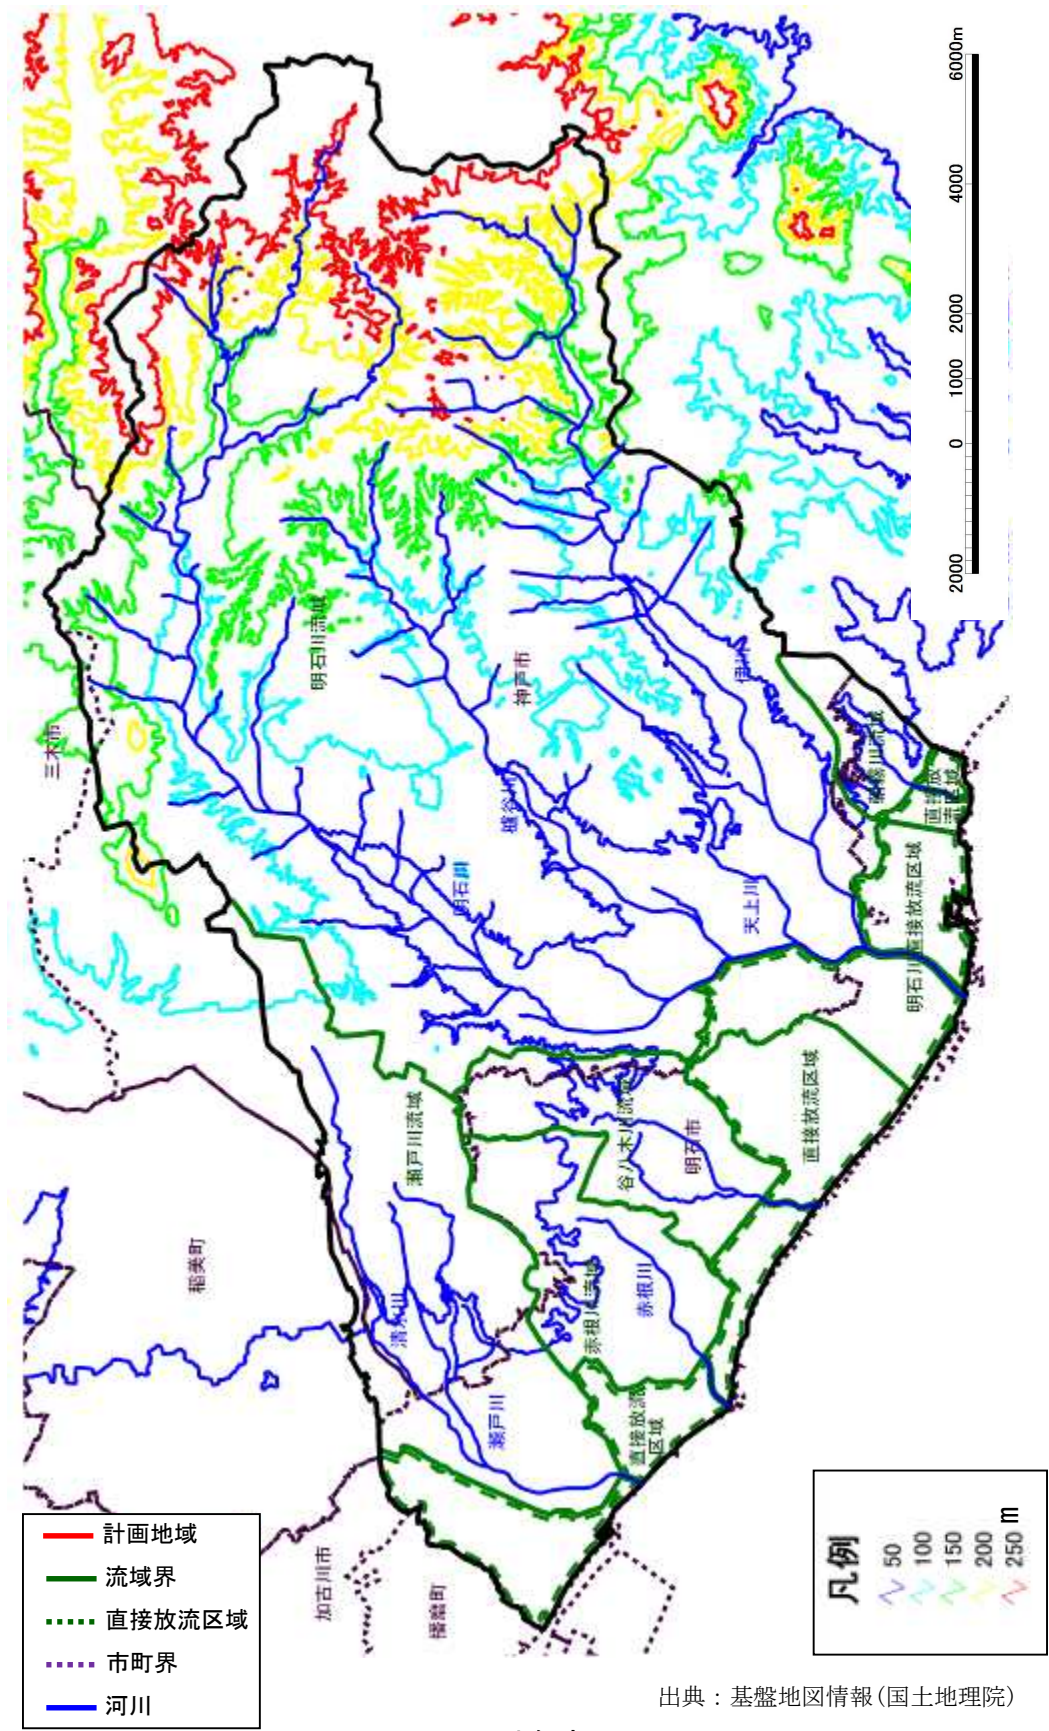 三木市
稲美町
加古川市
播磨町
神戸市
明石市
明石川流域
瀬戸川流域
谷八木川流域
赤根川流域
朝霧川流域
直接放
流区域
明石川直接放流区域
直接放流区域
直接放流
区域
伊川
櫨谷川
明石川
天上川
清水川
瀬戸川
赤根川
2000
0
1000
2000
4000
6000m
計画地域
流域界
直接放流区域
市町界
河川
凡例
50
100
150
200
250 m
出典：基盤地図情報(国土地理院)